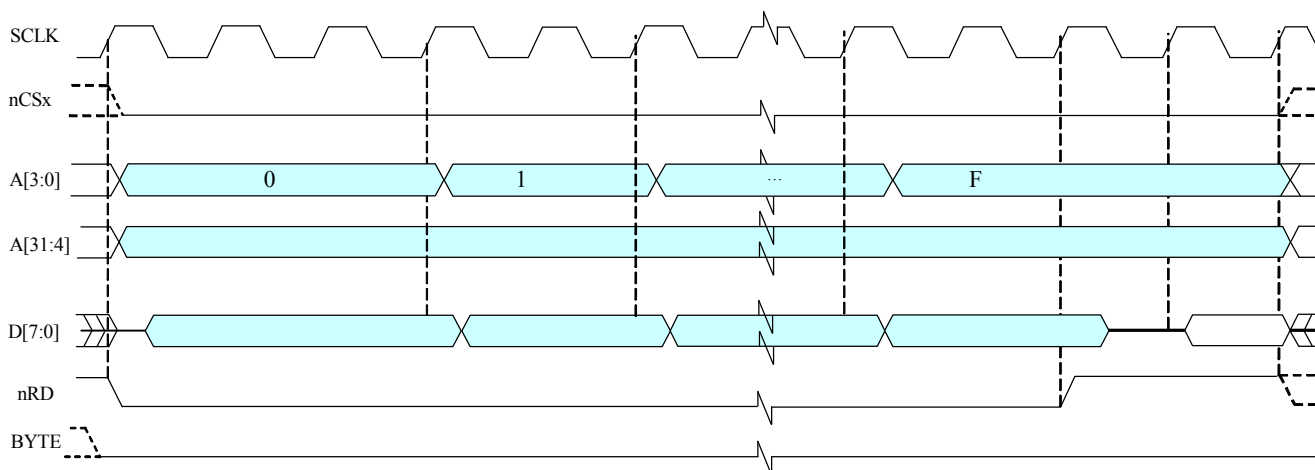 SCLK
nCSx
A[3:0] 0 1 ... F
A[31:4]
D[7:0]
nRD
BYTE